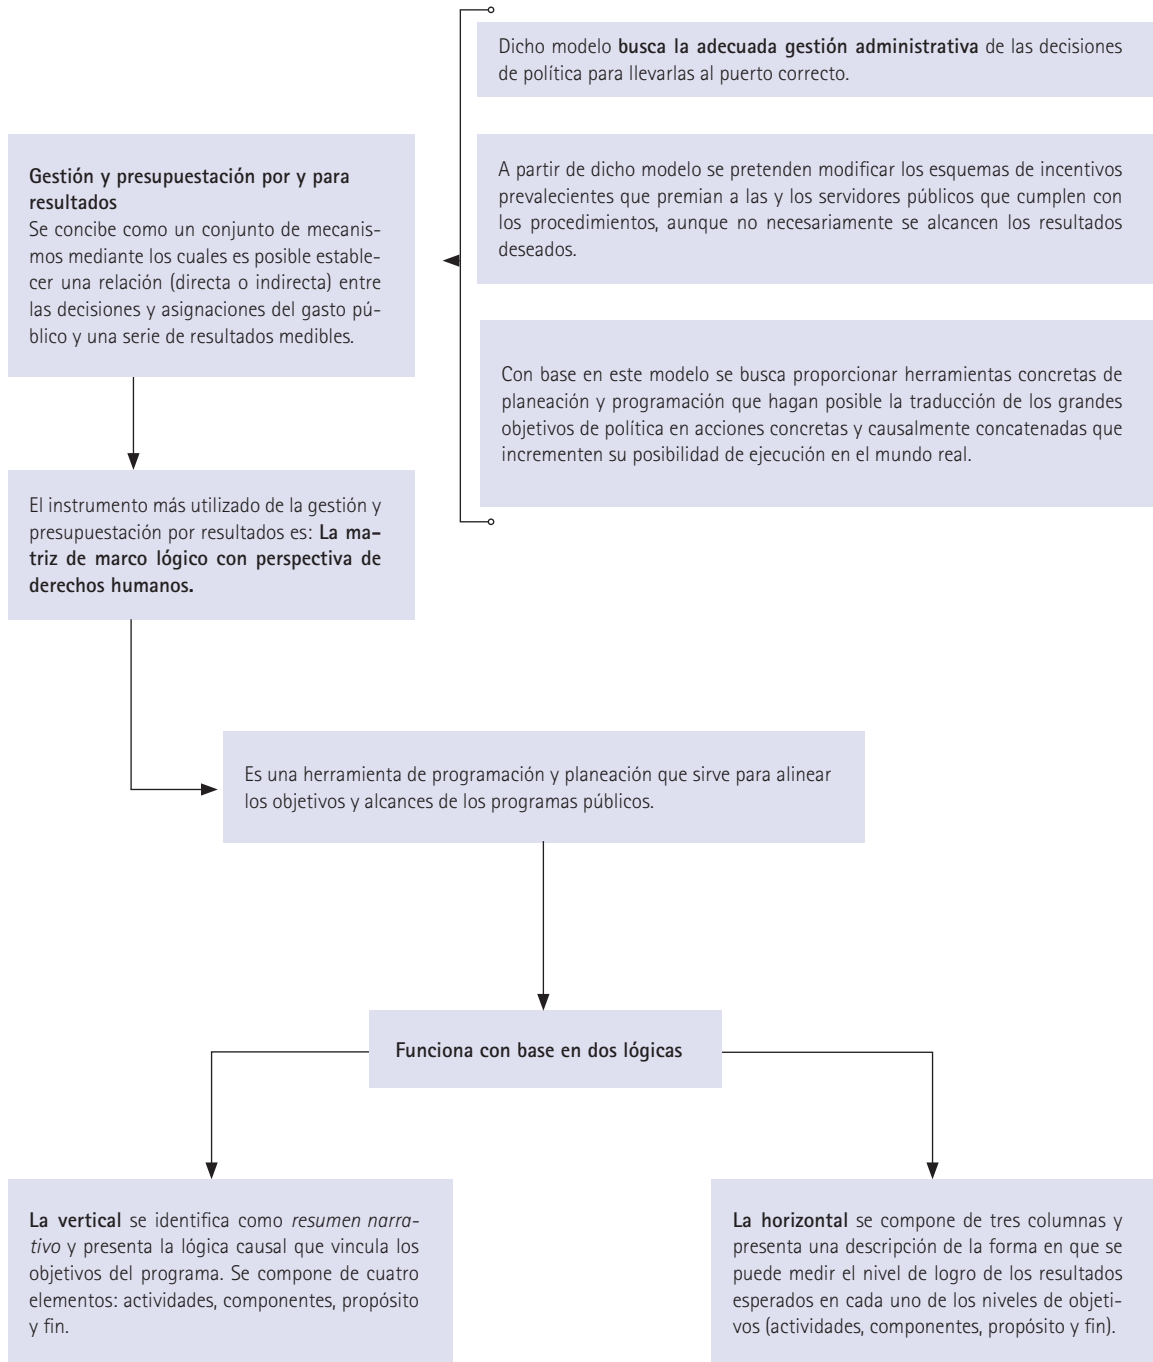 Dicho modelo busca la adecuada gestión administrativa de las decisiones
de política para llevarlas al puerto correcto.
Gestión y presupuestación por y para
resultados
Se concibe como un conjunto de mecanis-
mos mediante los cuales es posible estable-
cer una relación (directa o indirecta) entre
las decisiones y asignaciones del gasto pú-
blico y una serie de resultados medibles.
A partir de dicho modelo se pretenden modificar los esquemas de incentivos
prevalecientes que premian a las y los servidores públicos que cumplen con
los procedimientos, aunque no necesariamente se alcancen los resultados
deseados.
Con base en este modelo se busca proporcionar herramientas concretas de
planeación y programación que hagan posible la traducción de los grandes
objetivos de política en acciones concretas y causalmente concatenadas que
incrementen su posibilidad de ejecución en el mundo real.
El instrumento más utilizado de la gestión y
presupuestación por resultados es: La ma-
triz de marco lógico con perspectiva de
derechos humanos.
Es una herramienta de programación y planeación que sirve para alinear
los objetivos y alcances de los programas públicos.
Funciona con base en dos lógicas
La vertical se identifica como resumen narra-
tivo y presenta la lógica causal que vincula los
objetivos del programa. Se compone de cuatro
elementos: actividades, componentes, propósito
y fin.
La horizontal se compone de tres columnas y
presenta una descripción de la forma en que se
puede medir el nivel de logro de los resultados
esperados en cada uno de los niveles de objeti-
vos (actividades, componentes, propósito y fin).